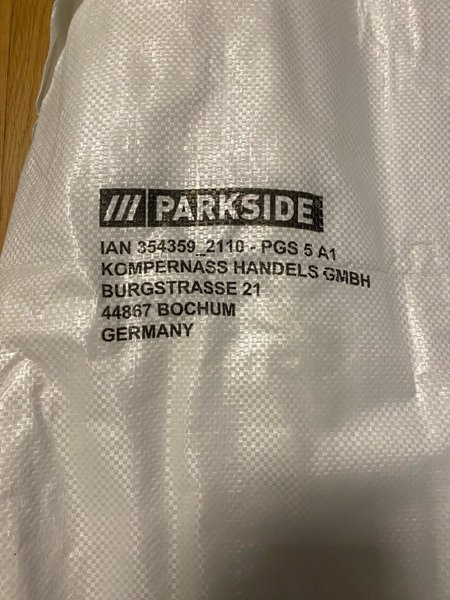 /// PARKSIDE
IAN 354359_2110 - PGS 5 A1
KOMPERNASS HANDELS GMBH
BURGSTRASSE 21
44867 BOCHUM
GERMANY